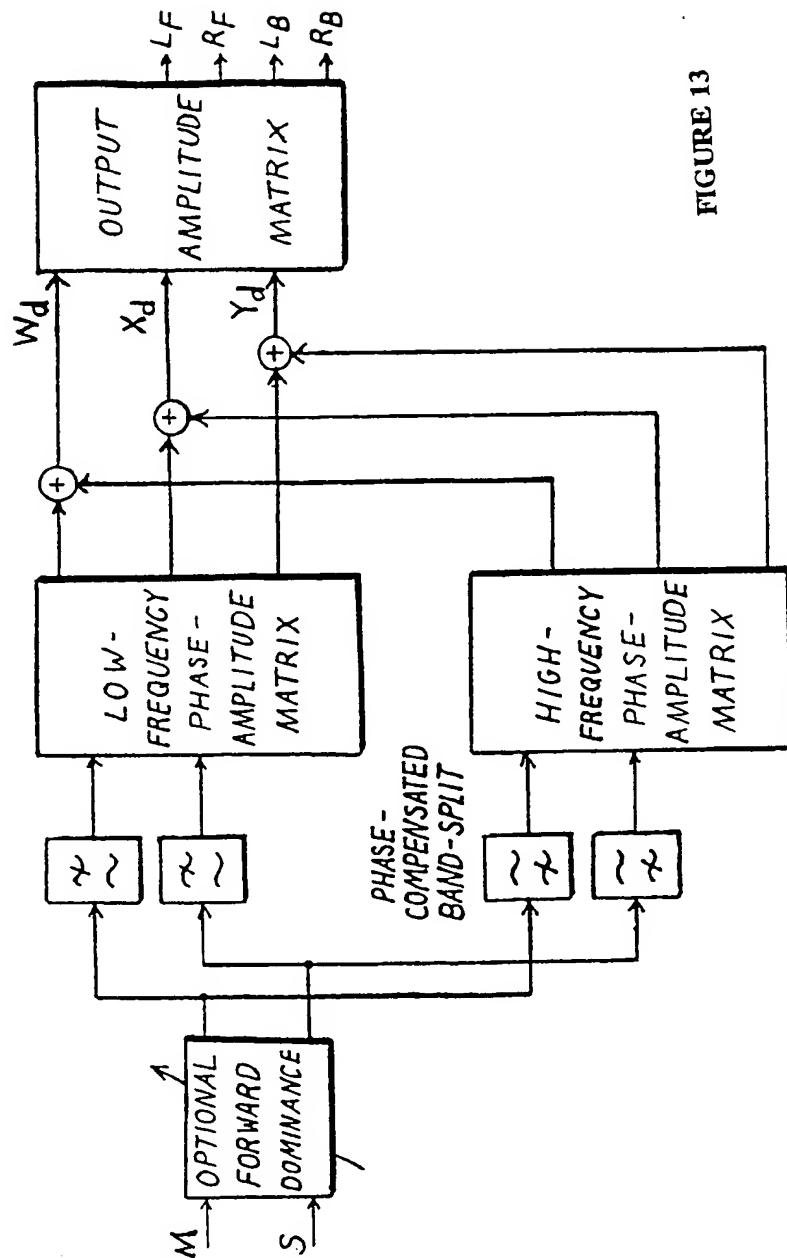 M
S
OPTIONAL
FORWARD
DOMINANCE
PHASE-
COMPENSATED
BAND-SPLIT
LOW-
FREQUENCY
PHASE-
AMPLITUDE
MATRIX
HIGH-
FREQUENCY
PHASE-
AMPLITUDE
MATRIX
+
+
+
Wd
Xd
Yd
OUTPUT
AMPLITUDE
MATRIX
LF
RF
LB
RB
FIGURE 13